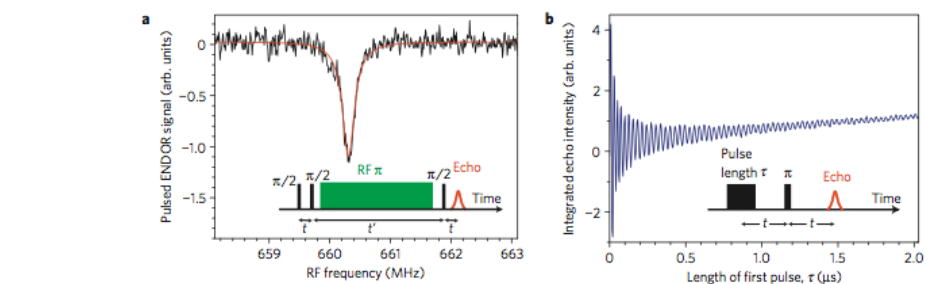 a
Pulsed ENDOR signal (arb. units)
0
−0.5
−1.0
−1.5
π/2
π/2
RF π
π/2
Echo
Time
t
t′
t
659
660
661
662
663
RF frequency (MHz)
b
Integrated echo intensity (arb. units)
4
2
0
−2
Pulse
length τ
π
Echo
Time
t
t
0
0.5
1.0
1.5
2.0
Length of first pulse, τ (μs)